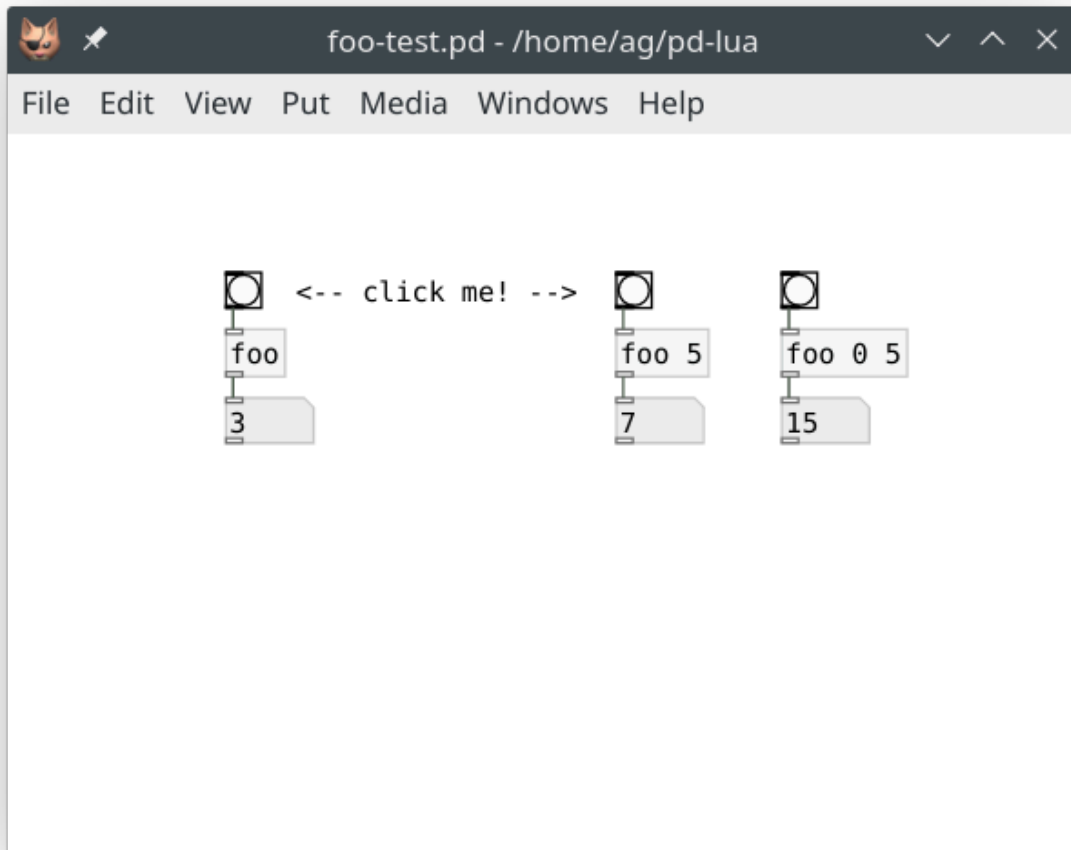 foo-test.pd - /home/ag/pd-lua
File Edit View Put Media Windows Help
<-- click me! -->
foo foo 5 foo 0 5
3 7 15